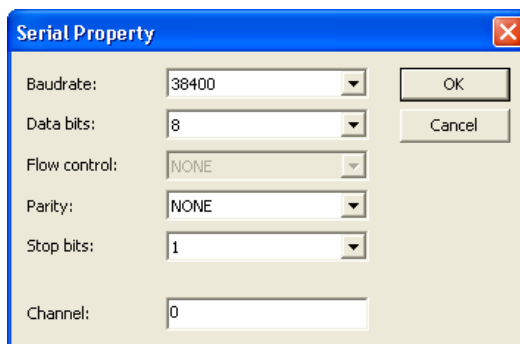 Serial Property
Baudrate: 38400 OK
Data bits: 8 Cancel
Flow control: NONE
Parity: NONE
Stop bits: 1
Channel: 0